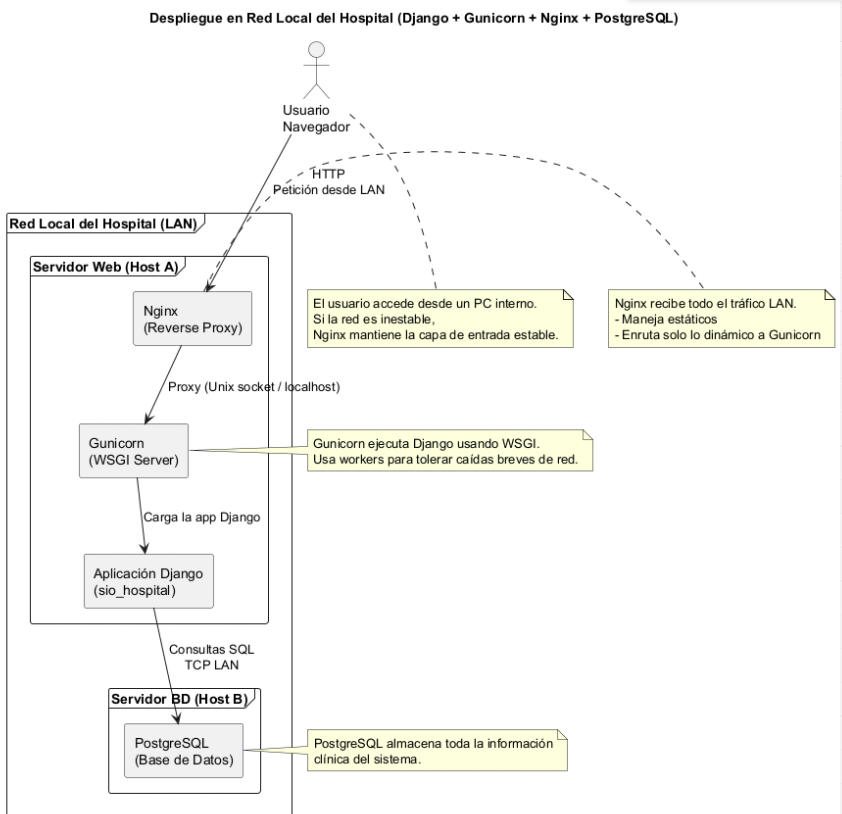 Despliegue en Red Local del Hospital (Django + Gunicorn + Nginx + PostgreSQL)
Usuario
Navegador
HTTP
Petición desde LAN
Red Local del Hospital (LAN)
Servidor Web (Host A)
Nginx
(Reverse Proxy)
El usuario accede desde un PC interno.
Si la red es inestable,
Nginx mantiene la capa de entrada estable.
Nginx recibe todo el tráfico LAN.
- Maneja estáticos
- Enruta solo lo dinámico a Gunicorn
Proxy (Unix socket / localhost)
Gunicorn
(WSGI Server)
Gunicorn ejecuta Django usando WSGI.
Usa workers para tolerar caídas breves de red.
Carga la app Django
Aplicación Django
(sio_hospital)
Consultas SQL
TCP LAN
Servidor BD (Host B)
PostgreSQL
(Base de Datos)
PostgreSQL almacena toda la información
clínica del sistema.